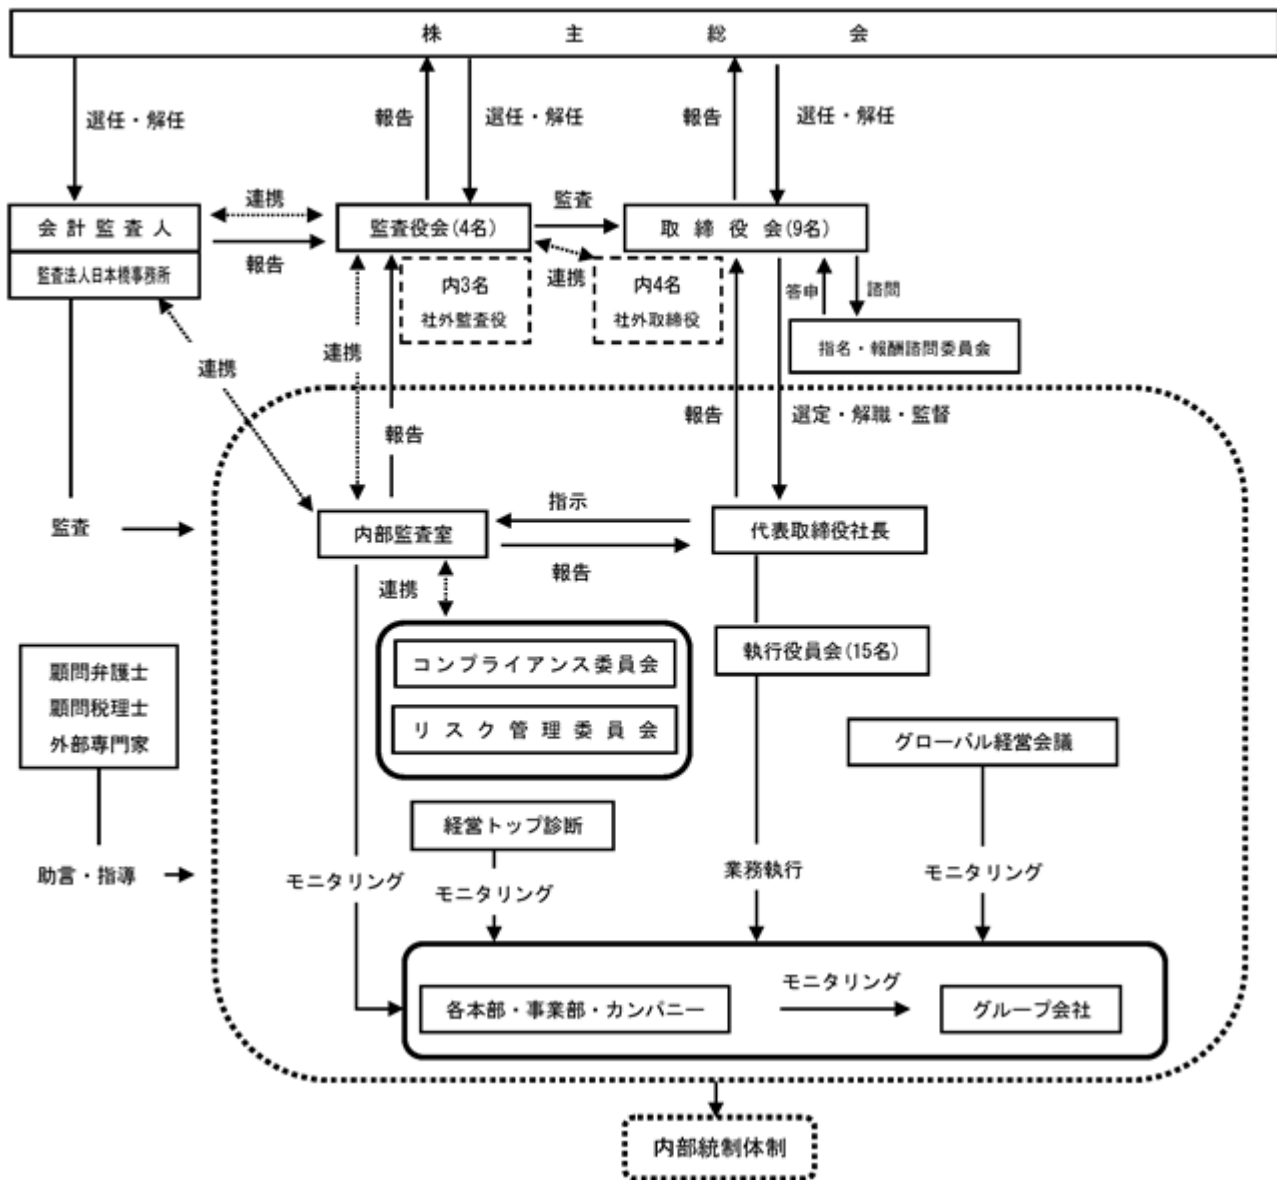 株主総会
選任・解任
報告
選任・解任
報告
選任・解任
会計監査人
監査法人日本橋事務所
連携
報告
監査役会(4名)
監査
取締役会(9名)
内3名
社外監査役
連携
内4名
社外取締役
答申
諮問
指名・報酬諮問委員会
連携
連携
報告
報告
選定・解職・監督
監査
内部監査室
指示
報告
代表取締役社長
連携
コンプライアンス委員会
リスク管理委員会
執行役員会(15名)
顧問弁護士
顧問税理士
外部専門家
グローバル経営会議
経営トップ診断
助言・指導
モニタリング
モニタリング
業務執行
モニタリング
各本部・事業部・カンパニー
モニタリング
グループ会社
内部統制体制